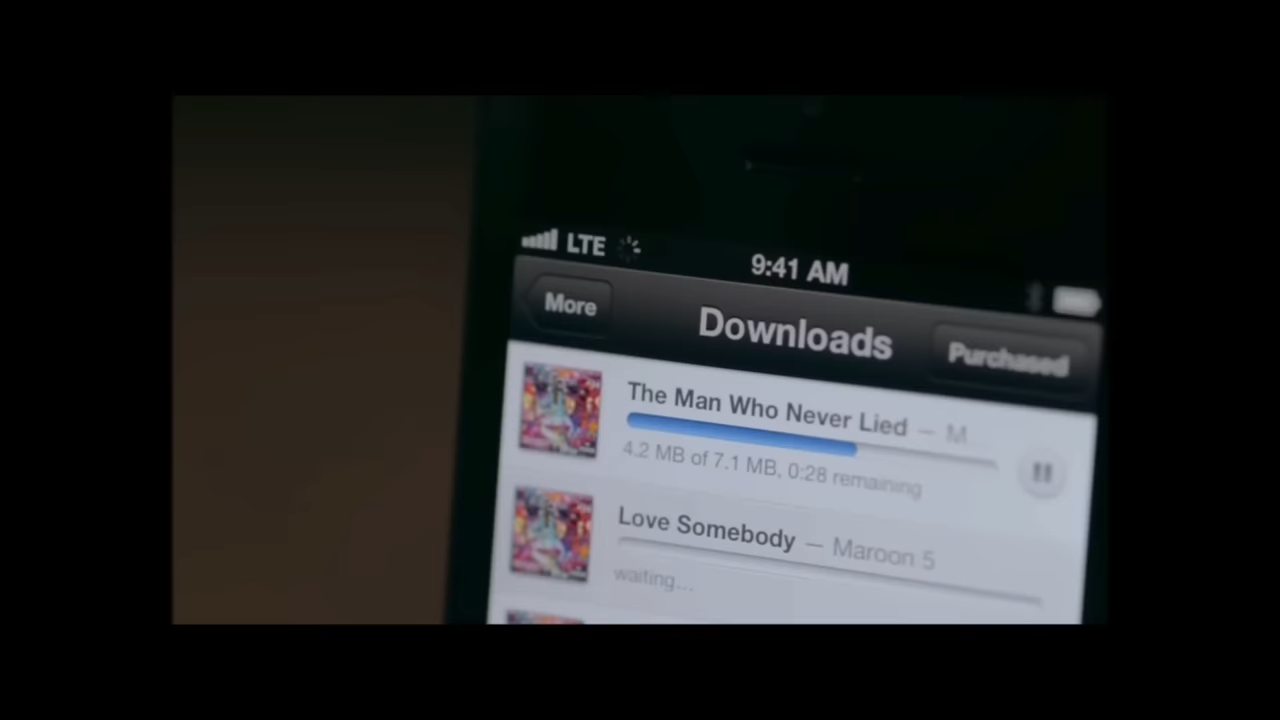 LTE
9:41 AM
More
Downloads
Purchased
The Man Who Never Lied – M...
4.2 MB of 7.1 MB, 0:28 remaining
Love Somebody – Maroon 5
waiting...